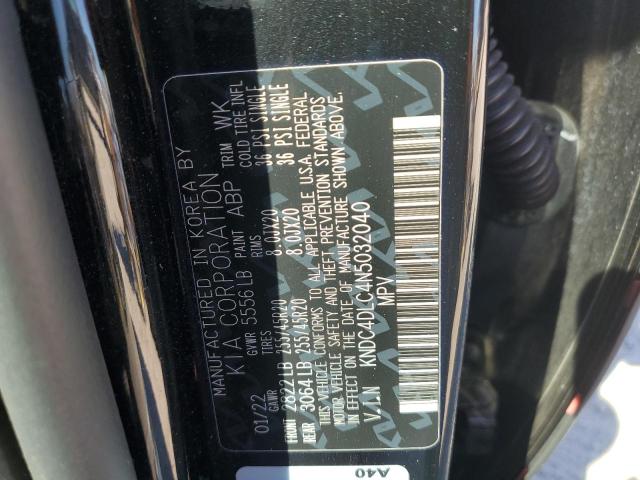 MANUFACTURED IN KOREA BY
KIA CORPORATION
01/22 GVWR 5556 LB PAINT ABP TRIM WK
GAWR TIRES RIMS COLD TIRE INFL
FRONT 2822 LB 255/45R20 8.0JX20 36 PSI SINGLE
REAR 3064 LB 255/45R20 8.0JX20 36 PSI SINGLE
THIS VEHICLE CONFORMS TO ALL APPLICABLE U.S.A. FEDERAL
MOTOR VEHICLE SAFETY AND THEFT PREVENTION STANDARDS
IN EFFECT ON THE DATE OF MANUFACTURE SHOWN ABOVE.
V.I.N KNDC4DLC4N5032040
MPV
A40